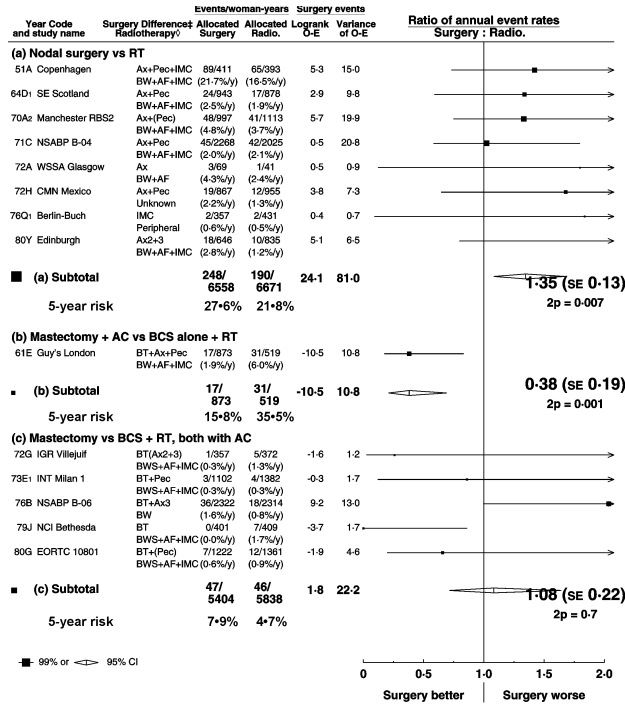 Events/women-years Surgery events
Year Code Surgery Difference‡ Allocated Allocated Logrank Variance Ratio of annual event rates
and study name Radiotherapy◊ Surgery Radio. O-E of O-E Surgery : Radio.
(a) Nodal surgery vs RT
51A Copenhagen Ax+Pec+IMC 89/411 65/393 5·3 15·0
BW+AF+IMC (21·7%/y) (16·5%/y)
64D1 SE Scotland Ax+Pec 24/943 17/878 2·9 9·8
BW+AF+IMC (2·5%/y) (1·9%/y)
70A2 Manchester RBS2 Ax+(Pec) 48/997 41/1113 5·7 19·9
BW+AF+IMC (4·8%/y) (3·7%/y)
71C NSABP B-04 Ax+Pec 45/2268 42/2025 0·5 20·8
BW+AF+IMC (2·0%/y) (2·1%/y)
72A WSSA Glasgow Ax 3/69 1/41 0·5 0·9
BW+AF (4·3%/y) (2·4%/y)
72H CMN Mexico Ax+Pec 19/867 12/955 3·8 7·3
Unknown (2·2%/y) (1·3%/y)
76Q1 Berlin-Buch IMC 2/357 2/431 0·4 0·7
Peripheral (0·6%/y) (0·5%/y)
80Y Edinburgh Ax2+3 18/646 10/835 5·1 6·5
BW+AF+IMC (2·8%/y) (1·2%/y)
(a) Subtotal 248/ 190/ 24·1 81·0 1·35 (SE 0·13)
6558 6671
2p = 0·007
5-year risk 27•6% 21•8%
(b) Mastectomy + AC vs BCS alone + RT
61E Guy's London BT+Ax+Pec 17/873 31/519 -10·5 10·8
BW+AF+IMC (1·9%/y) (6·0%/y)
(b) Subtotal 17/ 31/ -10·5 10·8 0·38 (SE 0·19)
873 519
2p = 0·001
5-year risk 15•8% 35•5%
(c) Mastectomy vs BCS + RT, both with AC
72G IGR Villejuif BT(Ax2+3) 1/357 5/372 -1·6 1·2
BWS+AF+IMC (0·3%/y) (1·3%/y)
73E1 INT Milan 1 BT+Pec 3/1102 4/1382 -0·3 1·7
BWS+AF+IMC (0·3%/y) (0·3%/y)
76B NSABP B-06 BT+Ax3 36/2322 18/2314 9·2 13·0
BW (1·6%/y) (0·8%/y)
79J NCI Bethesda BT 0/401 7/409 -3·7 1·7
BWS+AF+IMC (0·0%/y) (1·7%/y)
80G EORTC 10801 BT+(Pec) 7/1222 12/1361 -1·9 4·6
BWS+AF+IMC (0·6%/y) (0·9%/y)
(c) Subtotal 47/ 46/ 1·8 22·2 1·08 (SE 0·22)
5404 5838
2p = 0·7
5-year risk 7•9% 4•7%
99% or 95% CI
0 0·5 1·0 1·5 2·0
Surgery better Surgery worse